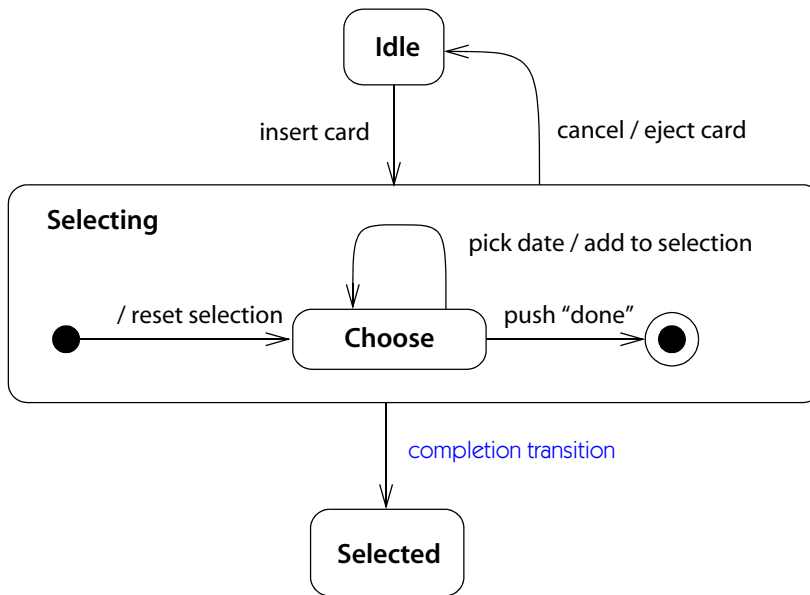 Idle
insert card
cancel / eject card
Selecting
pick date / add to selection
/ reset selection
Choose
push “done”
completion transition
Selected